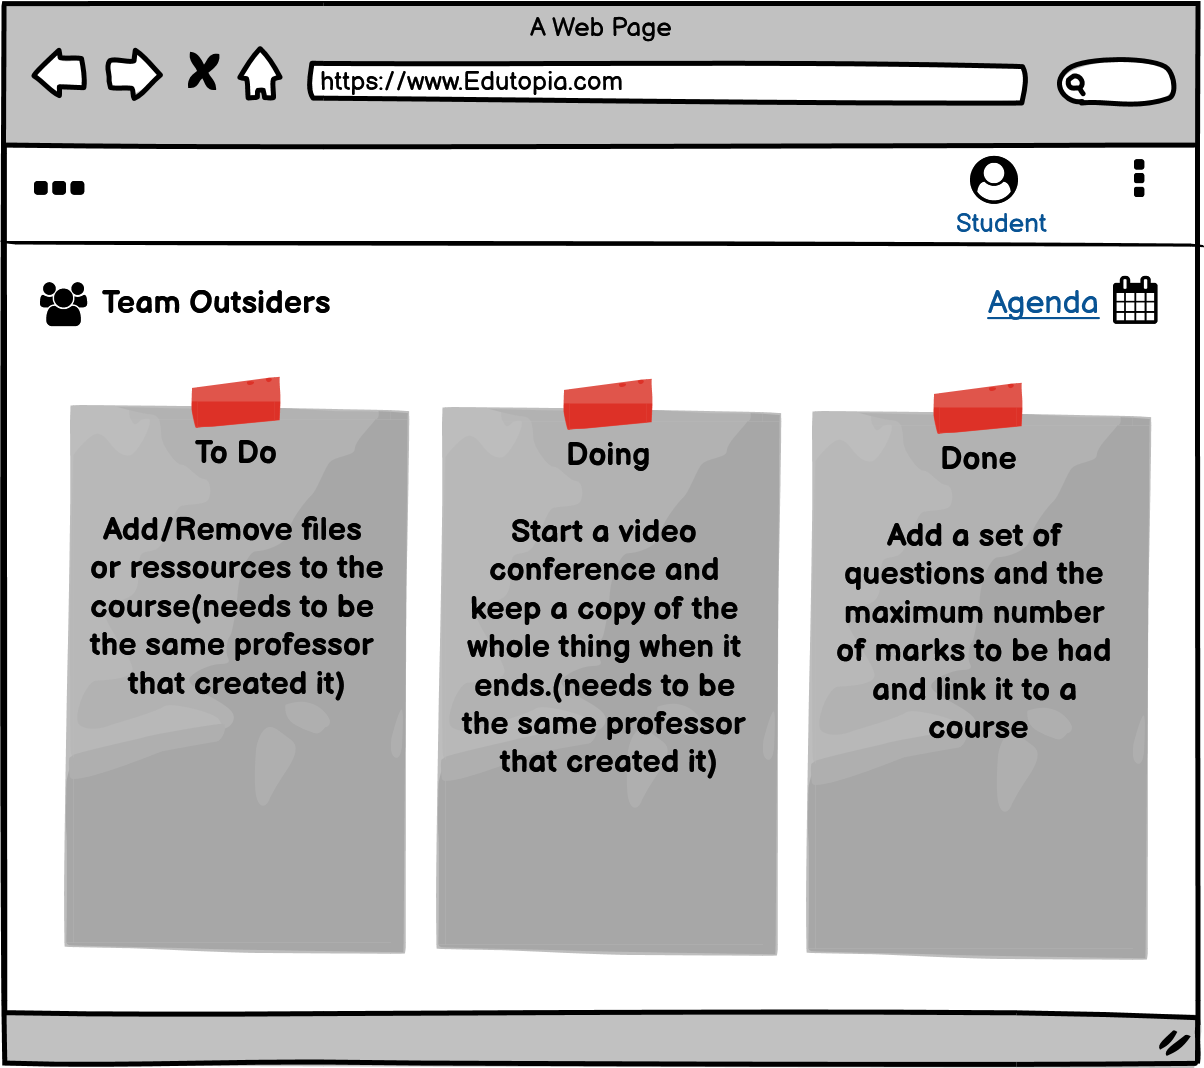 A Web Page
https://www.Edutopia.com
Student
Team Outsiders
Agenda
To Do
Add/Remove files
or ressources to the
course(needs to be
the same professor
that created it)
Doing
Start a video
conference and
keep a copy of the
whole thing when it
ends.(needs to be
the same professor
that created it)
Done
Add a set of
questions and the
maximum number
of marks to be had
and link it to a
course